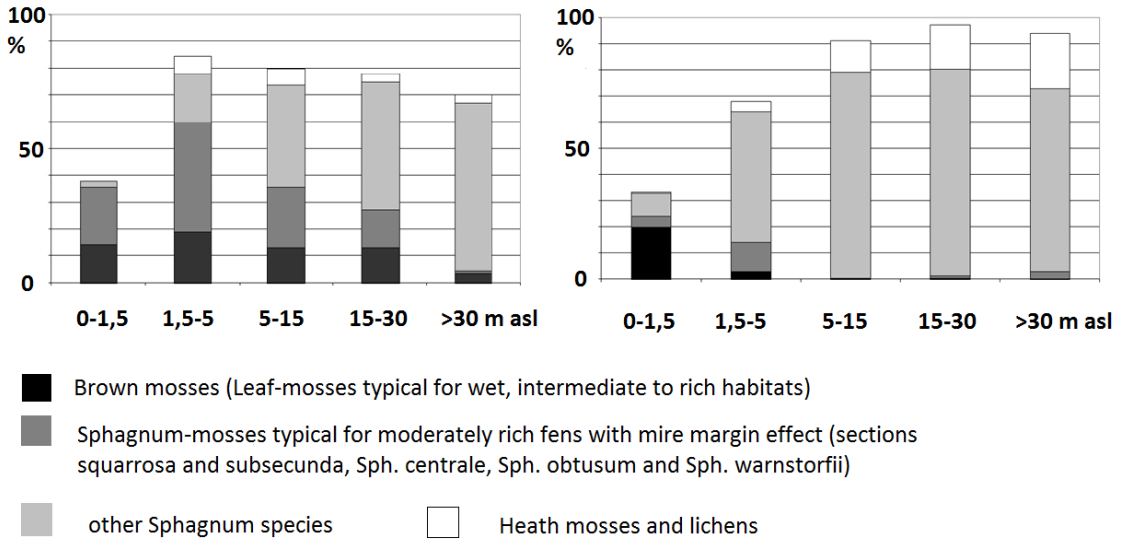 100
%
50
0
0-1,5 1,5-5 5-15 15-30 >30 m asl
100
%
50
0
0-1,5 1,5-5 5-15 15-30 >30 m asl
Brown mosses (Leaf-mosses typical for wet, intermediate to rich habitats)
Sphagnum-mosses typical for moderately rich fens with mire margin effect (sections
squarrosa and subsecunda, Sph. centrale, Sph. obtusum and Sph. warnstorfii)
other Sphagnum species
Heath mosses and lichens